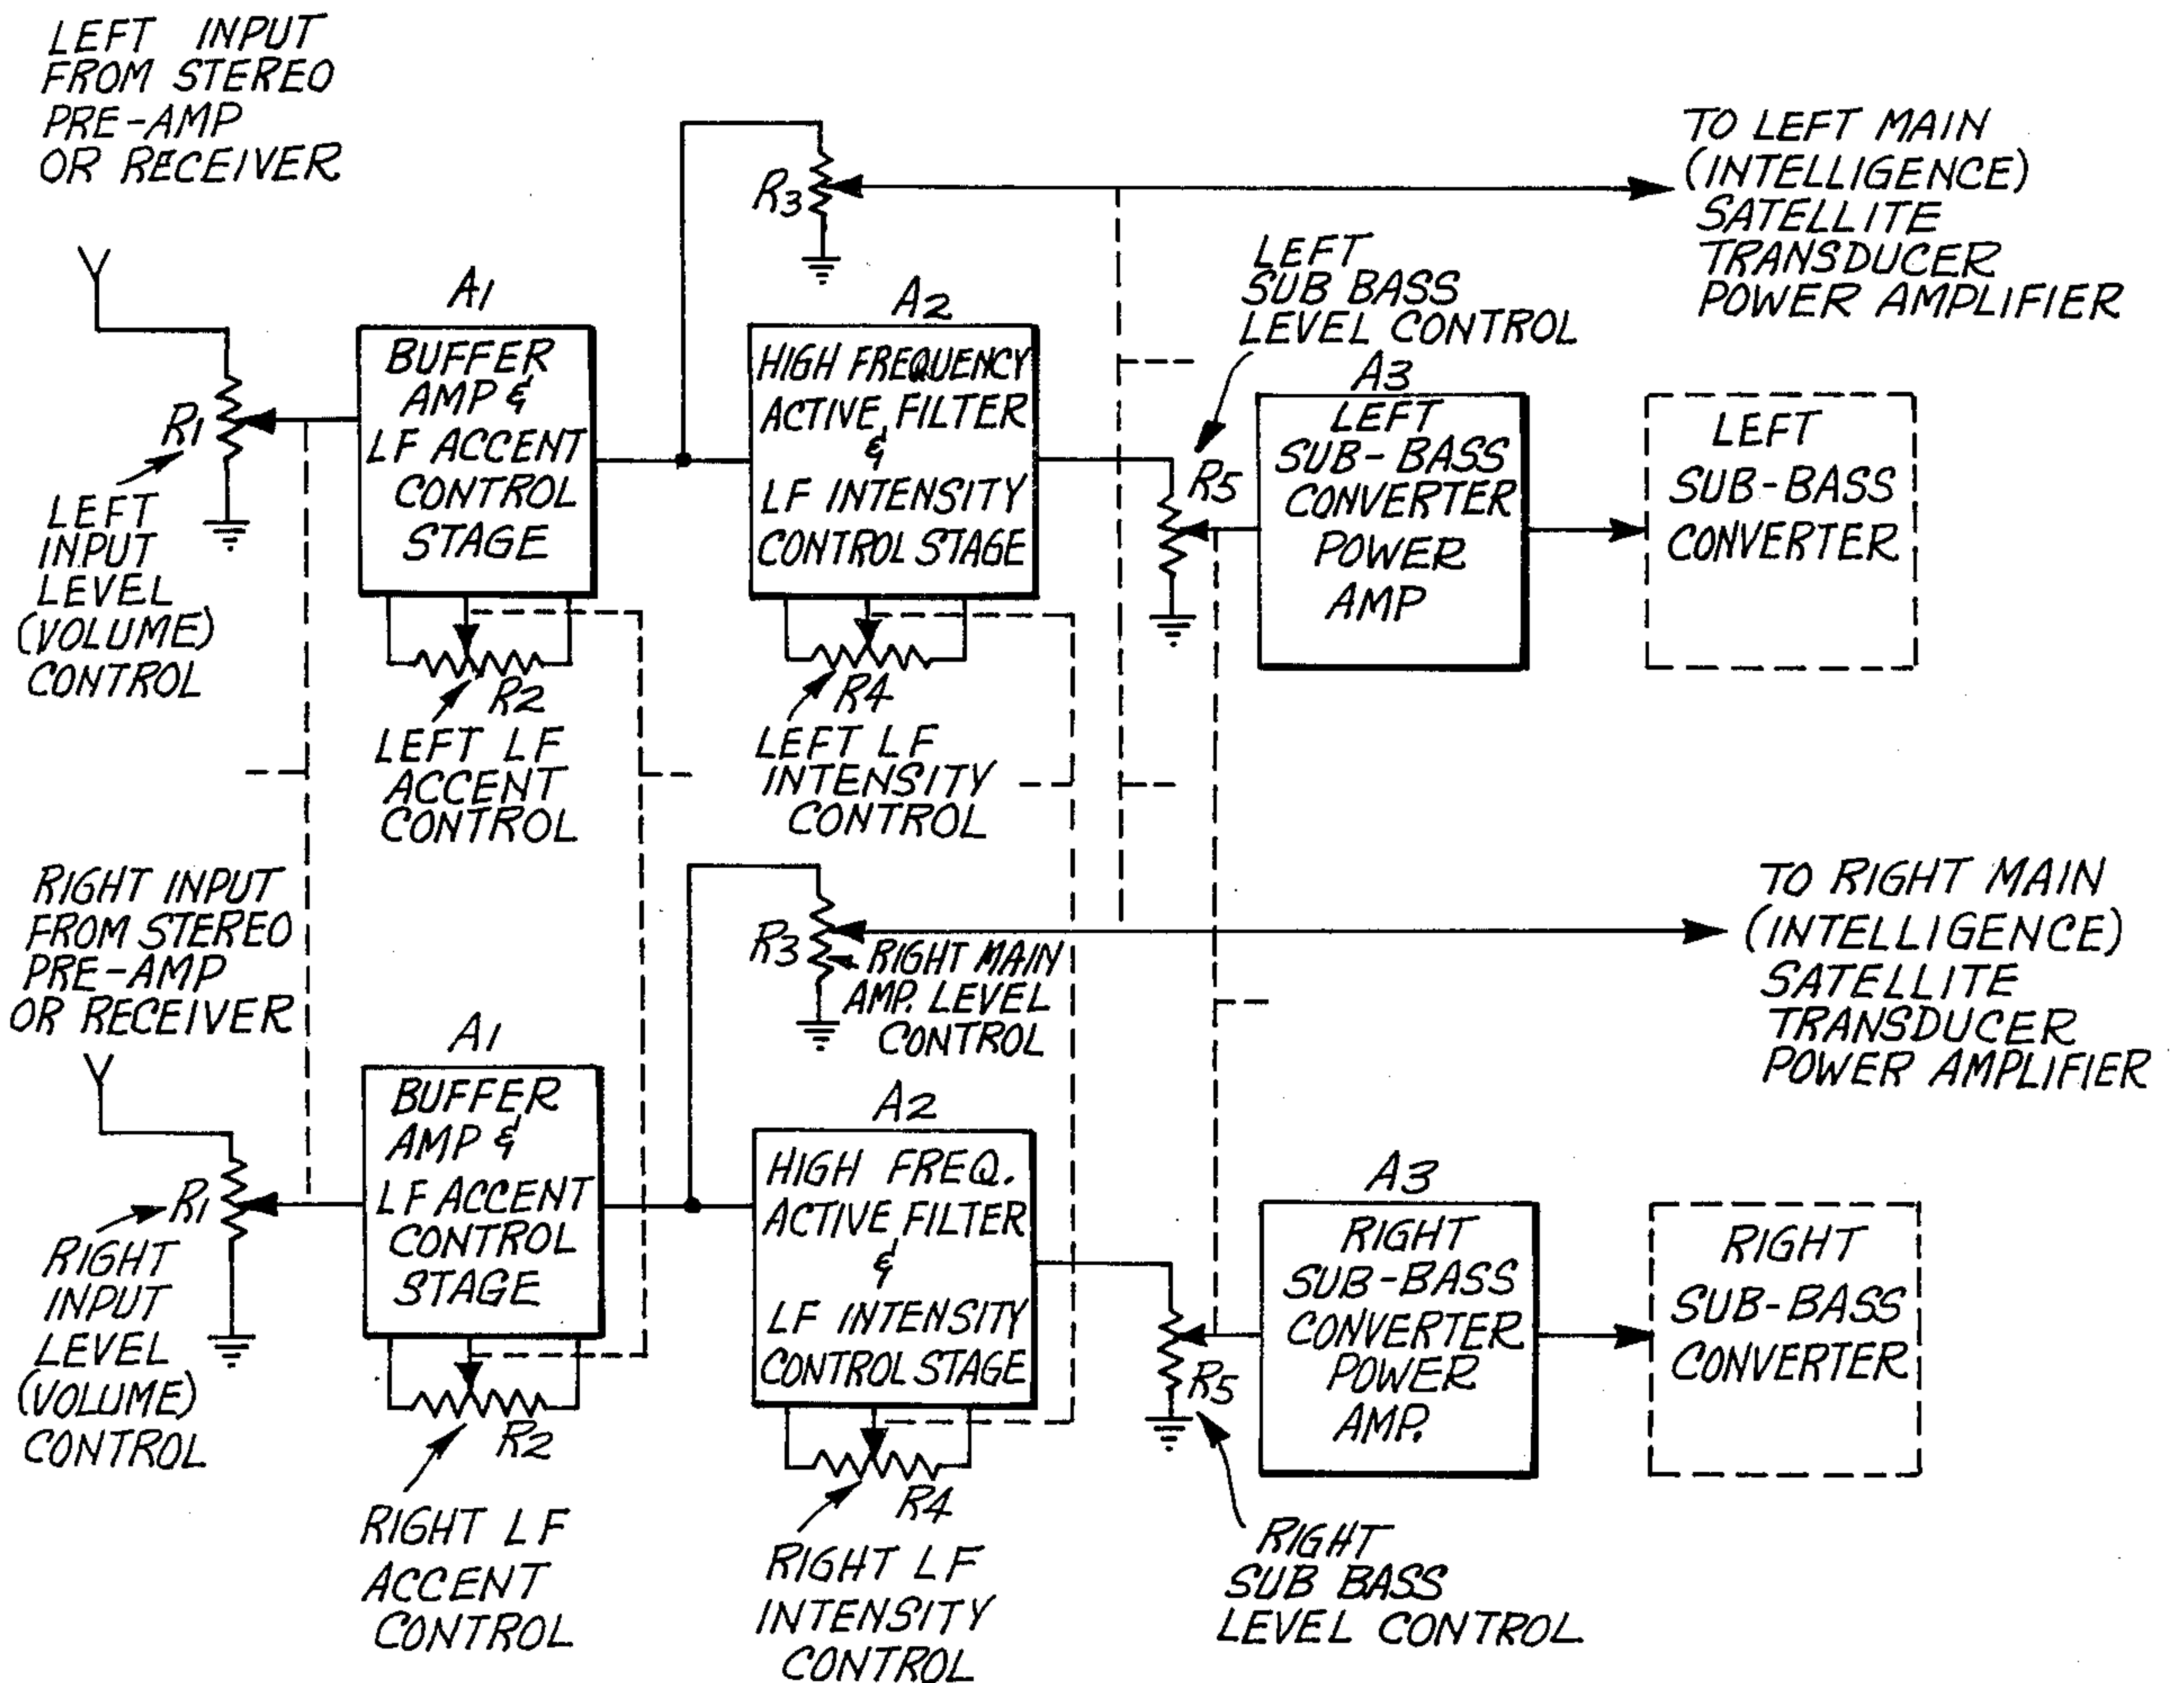 LEFT INPUT
FROM STEREO
PRE-AMP
OR RECEIVER
R1
LEFT
INPUT
LEVEL
(VOLUME)
CONTROL
A1
BUFFER
AMP &
LF ACCENT
CONTROL
STAGE
R2
LEFT LF
ACCENT
CONTROL
R3
A2
HIGH FREQUENCY
ACTIVE FILTER
&
LF INTENSITY
CONTROL STAGE
R4
LEFT LF
INTENSITY
CONTROL
LEFT
SUB BASS
LEVEL CONTROL
R5
A3
LEFT
SUB-BASS
CONVERTER
POWER
AMP
LEFT
SUB-BASS
CONVERTER
TO LEFT MAIN
(INTELLIGENCE)
SATELLITE
TRANSDUCER
POWER AMPLIFIER
RIGHT INPUT
FROM STEREO
PRE-AMP
OR RECEIVER
R1
RIGHT
INPUT
LEVEL
(VOLUME)
CONTROL
A1
BUFFER
AMP &
LF ACCENT
CONTROL
STAGE
R2
RIGHT LF
ACCENT
CONTROL
R3
RIGHT MAIN
AMP. LEVEL
CONTROL
A2
HIGH FREQ.
ACTIVE FILTER
&
LF INTENSITY
CONTROL STAGE
R4
RIGHT LF
INTENSITY
CONTROL
R5
RIGHT
SUB BASS
LEVEL CONTROL
A3
RIGHT
SUB-BASS
CONVERTER
POWER
AMP.
RIGHT
SUB-BASS
CONVERTER
TO RIGHT MAIN
(INTELLIGENCE)
SATELLITE
TRANSDUCER
POWER AMPLIFIER